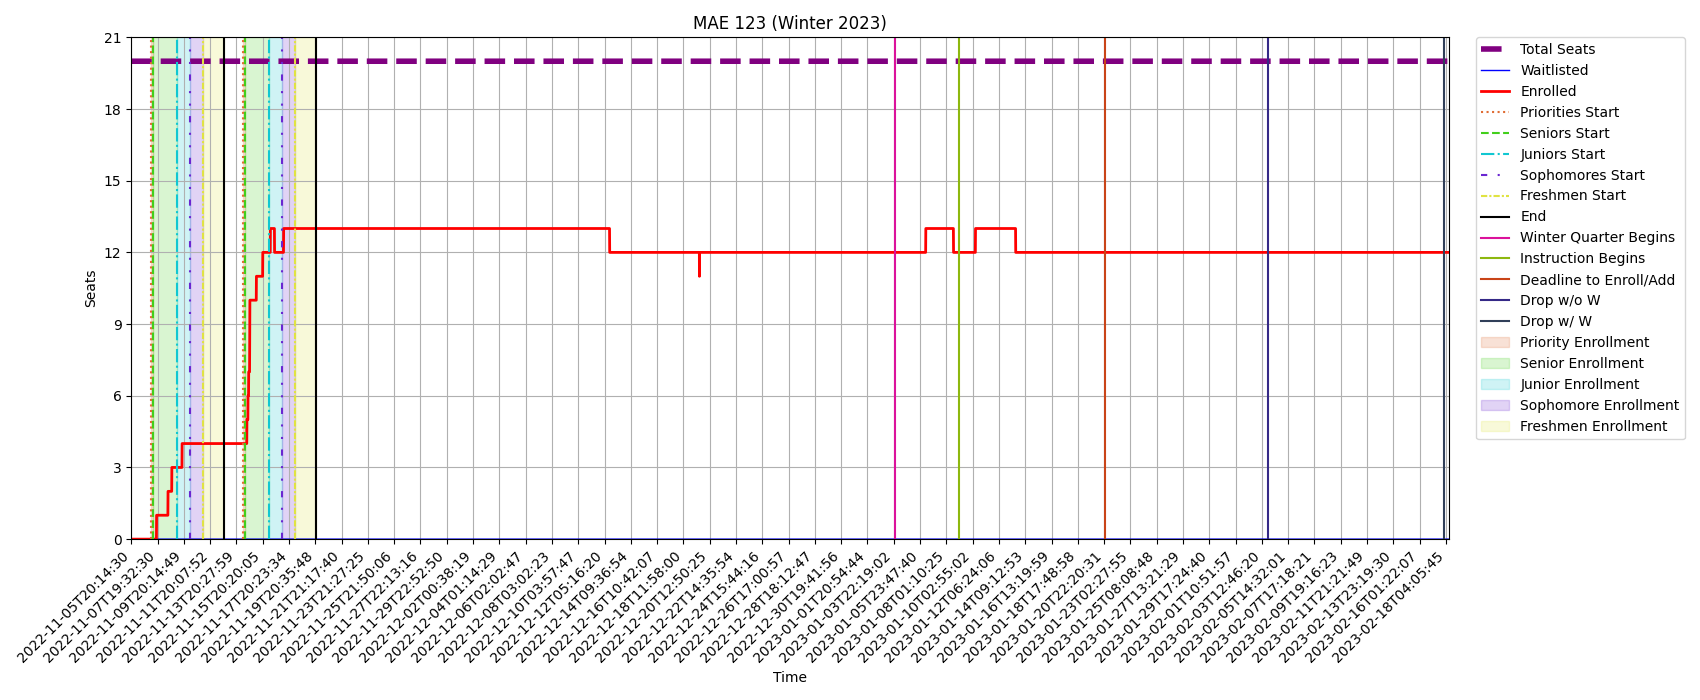 MAE 123 (Winter 2023)
21
18
15
12
9
6
3
0
Seats
2022-11-05T20:14:30
2022-11-07T19:32:30
2022-11-09T20:14:49
2022-11-11T20:07:52
2022-11-13T20:27:59
2022-11-15T20:20:05
2022-11-17T20:23:34
2022-11-19T20:35:48
2022-11-21T21:17:40
2022-11-23T21:27:25
2022-11-25T21:50:06
2022-11-27T22:13:16
2022-11-29T22:52:50
2022-12-02T00:38:19
2022-12-04T01:14:29
2022-12-06T02:02:47
2022-12-08T03:02:23
2022-12-10T03:57:47
2022-12-12T05:16:20
2022-12-14T09:36:54
2022-12-16T10:42:07
2022-12-18T11:58:00
2022-12-20T12:50:25
2022-12-22T14:35:54
2022-12-24T15:44:16
2022-12-26T17:00:57
2022-12-28T18:12:47
2022-12-30T19:41:56
2023-01-01T20:54:44
2023-01-03T22:19:02
2023-01-05T23:47:40
2023-01-08T01:10:25
2023-01-10T02:55:02
2023-01-12T06:24:06
2023-01-14T09:12:53
2023-01-16T13:19:59
2023-01-18T17:48:58
2023-01-20T22:20:31
2023-01-23T02:27:55
2023-01-25T08:08:49
2023-01-27T13:21:29
2023-01-29T17:24:40
2023-02-01T10:51:57
2023-02-03T12:46:20
2023-02-05T14:32:01
2023-02-07T17:18:21
2023-02-09T19:16:23
2023-02-11T21:21:49
2023-02-13T23:19:30
2023-02-16T01:22:07
2023-02-18T04:05:45
Time
Total Seats
Waitlisted
Enrolled
Priorities Start
Seniors Start
Juniors Start
Sophomores Start
Freshmen Start
End
Winter Quarter Begins
Instruction Begins
Deadline to Enroll/Add
Drop w/o W
Drop w/ W
Priority Enrollment
Senior Enrollment
Junior Enrollment
Sophomore Enrollment
Freshmen Enrollment